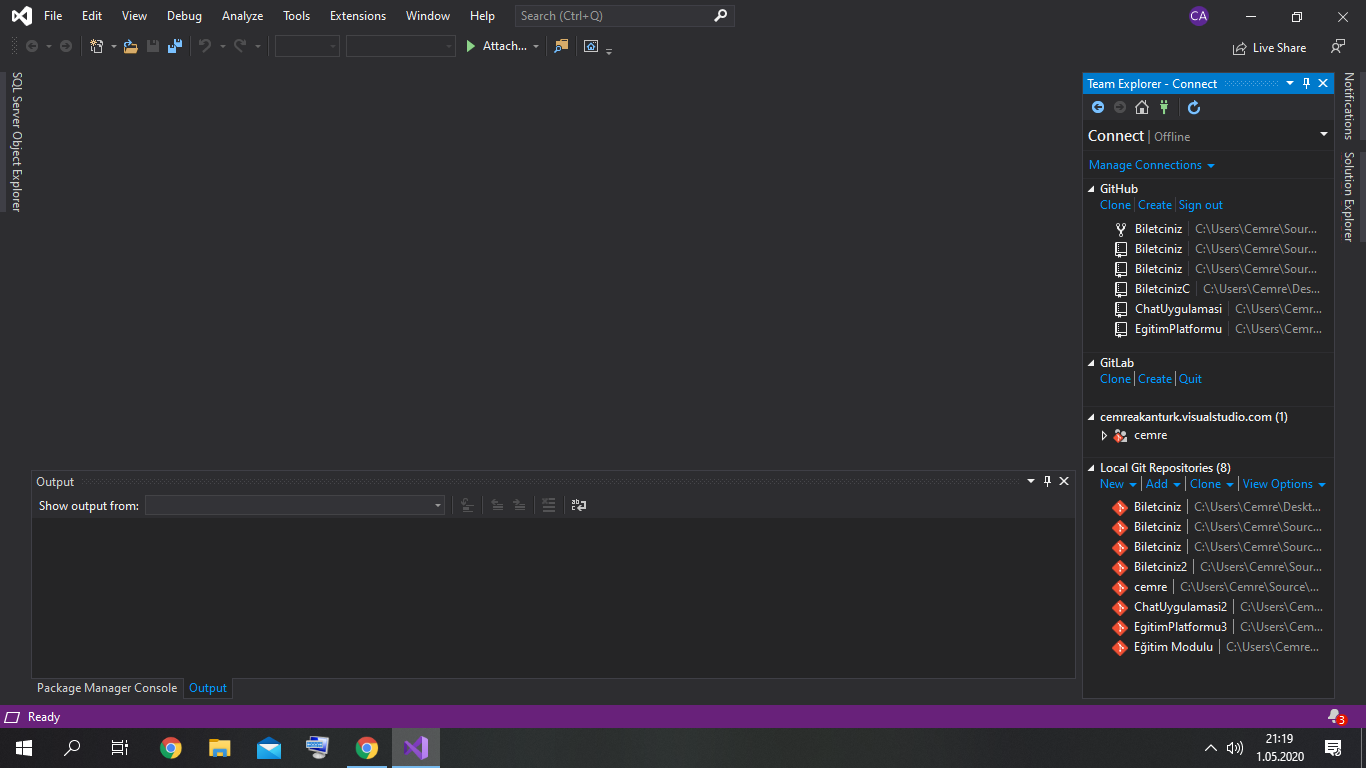 File Edit View Debug Analyze Tools Extensions Window Help Search (Ctrl+Q) CA
Attach... Live Share
SQL Server Object Explorer
Team Explorer - Connect
Connect | Offline
Manage Connections
GitHub
Clone Create Sign out
Biletciniz C:\Users\Cemre\Sour...
Biletciniz C:\Users\Cemre\Sour...
Biletciniz C:\Users\Cemre\Sour...
BiletcinizC C:\Users\Cemre\Des...
ChatUygulamasi C:\Users\Cemr...
EgitimPlatformu C:\Users\Cemr...
GitLab
Clone Create Quit
cemreakanturk.visualstudio.com (1)
cemre
Local Git Repositories (8)
New Add Clone View Options
Biletciniz C:\Users\Cemre\Deskt...
Biletciniz C:\Users\Cemre\Sourc...
Biletciniz C:\Users\Cemre\Sourc...
Biletciniz2 C:\Users\Cemre\Sour...
cemre C:\Users\Cemre\Source\...
ChatUygulamasi2 C:\Users\Cem...
EgitimPlatformu3 C:\Users\Cem...
Eğitim Modulu C:\Users\Cemre...
Notifications
Solution Explorer
Output
Show output from:
Package Manager Console Output
Ready 3
21:19
1.05.2020